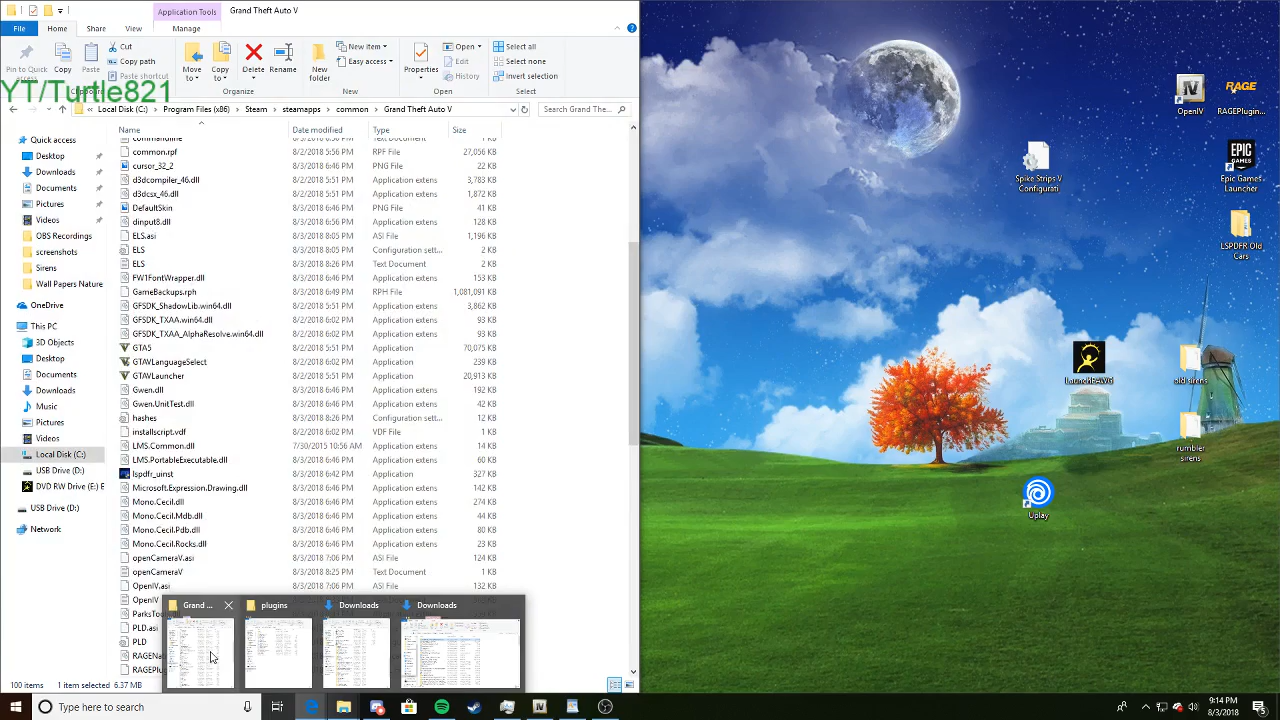 Application Tools
Grand Theft Auto V
File
Home
Share
View
Manage
Pin to Quick access
Copy
Paste
Cut
Copy path
Paste shortcut
Move to
Copy to
Delete
Rename
New folder
New item
Easy access
Properties
Open
Edit
History
Select all
Select none
Invert selection
Organize
New
Open
Select
YT/Turtle821
Local Disk (C:) > Program Files (x86) > Steam > steamapps > common > Grand Theft Auto V
Search Grand The...
Name Date modified Type Size
common.rpf 8/2/2018 5:56 PM RPF File 27,056 KB
cursor_32_2 8/3/2018 6:46 PM PNG File 22 KB
d3dcompiler_46.dll 8/2/2018 5:51 PM Application extens 3,783 KB
d3dcsx_46.dll 8/2/2018 5:51 PM Application extens 1,872 KB
DefaultSkin 8/3/2018 6:46 PM PNG File 41 KB
dinput8.dll 8/3/2018 6:56 PM Application extens 128 KB
ELS.asi 8/3/2018 8:05 PM ASI File 1,196 KB
ELS 8/3/2018 8:05 PM Configuration sett... 2 KB
ELS 8/3/2018 8:26 PM Text Document 2 KB
FW1FontWrapper.dll 8/3/2018 6:46 PM Application extens 153 KB
GameBackups.rph 8/3/2018 6:49 PM RPH File 1,081,091 KB
GFSDK_ShadowLib.win64.dll 8/2/2018 5:51 PM Application extens 3,862 KB
GFSDK_TXAA.win64.dll 8/2/2018 6:02 PM Application extens 93 KB
GFSDK_TXAA_AlphaResolve.win64.dll 8/2/2018 6:02 PM Application extens 93 KB
GTA5 8/2/2018 5:51 PM Application 70,075 KB
GTAVLanguageSelect 8/2/2018 6:02 PM Application 239 KB
GTAVLauncher 8/2/2018 5:51 PM Application 20,913 KB
Gwen.dll 8/3/2018 6:46 PM Application extens 192 KB
Gwen.UnitTest.dll 8/3/2018 6:46 PM Application extens 42 KB
hashes 8/3/2018 8:26 PM Configuration sett... 12 KB
installscript.vdf 8/2/2018 6:02 PM VDF File 1 KB
LMS.Common.dll 7/30/2015 10:56 AM Application extens 14 KB
LMS.PortableExecutable.dll 8/3/2018 6:46 PM Application extens 60 KB
lspdfr_uinst 8/3/2018 6:42 PM Application 327 KB
Microsoft.Expression.Drawing.dll 8/3/2018 6:46 PM Application extens 142 KB
Mono.Cecil.dll 8/3/2018 6:46 PM Application extens 274 KB
Mono.Cecil.Mdb.dll 8/3/2018 6:46 PM Application extens 44 KB
Mono.Cecil.Pdb.dll 8/3/2018 6:46 PM Application extens 80 KB
Mono.Cecil.Rocks.dll 8/3/2018 6:46 PM Application extens 23 KB
openCameraV.asi 8/3/2018 7:06 PM ASI File 124 KB
openCameraV 8/3/2018 8:25 PM Text Document 1 KB
OpenIV.asi 8/3/2018 7:06 PM ASI File 132 KB
OpenIV
PLD.asi
PLD
Quick access
Desktop
Downloads
Documents
Pictures
Videos
OBS Recordings
screenshots
Sirens
Wall Papers Nature
OneDrive
This PC
3D Objects
Desktop
Documents
Downloads
Music
Pictures
Videos
Local Disk (C:)
USB Drive (D:)
DVD RW Drive (E:) E
USB Drive (D:)
Network
Grand ...
plugins
Downloads
Downloads
100 items 1 item selected 6.37 MB
OpenIV
RAGEPlugin...
Spike Strips V Configurati
EPIC GAMES
Epic Games Launcher
LSPDFR Old Cars
old sirens
rumbler sirens
Uplay
Type here to search
9:14 PM
8/3/2018